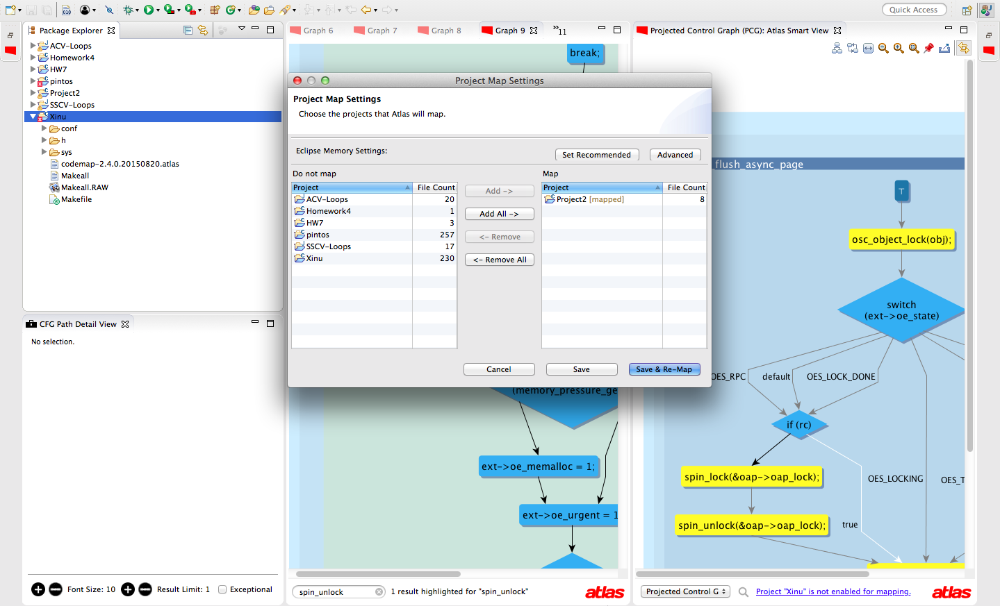 Quick Access
Package Explorer
ACV-Loops
Homework4
HW7
pintos
Project2
SSCV-Loops
Xinu
conf
h
sys
codemap-2.4.0.20150820.atlas
Makeall
Makeall.RAW
Makefile
CFG Path Detail View
No selection.
Font Size: 10
Result Limit: 1
Exceptional
Graph 6
Graph 7
Graph 8
Graph 9
»11
break;
Project Map Settings
Project Map Settings
Choose the projects that Atlas will map.
Eclipse Memory Settings:
Set Recommended
Advanced
Do not map
Project File Count
ACV-Loops 20
Homework4 1
HW7 3
pintos 257
SSCV-Loops 17
Xinu 230
Add ->
Add All ->
<- Remove
<- Remove All
Map
Project File Count
Project2 [mapped] 8
Cancel
Save
Save & Re-Map
(memory_pressure_ge
ext->oe_memalloc = 1;
ext->oe_urgent = 1
spin_unlock
1 result highlighted for "spin_unlock"
atlas
Projected Control Graph (PCG): Atlas Smart View
flush_async_page
T
osc_object_lock(obj);
switch
(ext->oe_state)
OES_RPC
default
OES_LOCK_DONE
if (rc)
spin_lock(&oap->oap_lock);
OES_LOCKING
OES_T
spin_unlock(&oap->oap_lock);
true
Projected Control G
Project "Xinu" is not enabled for mapping.
atlas